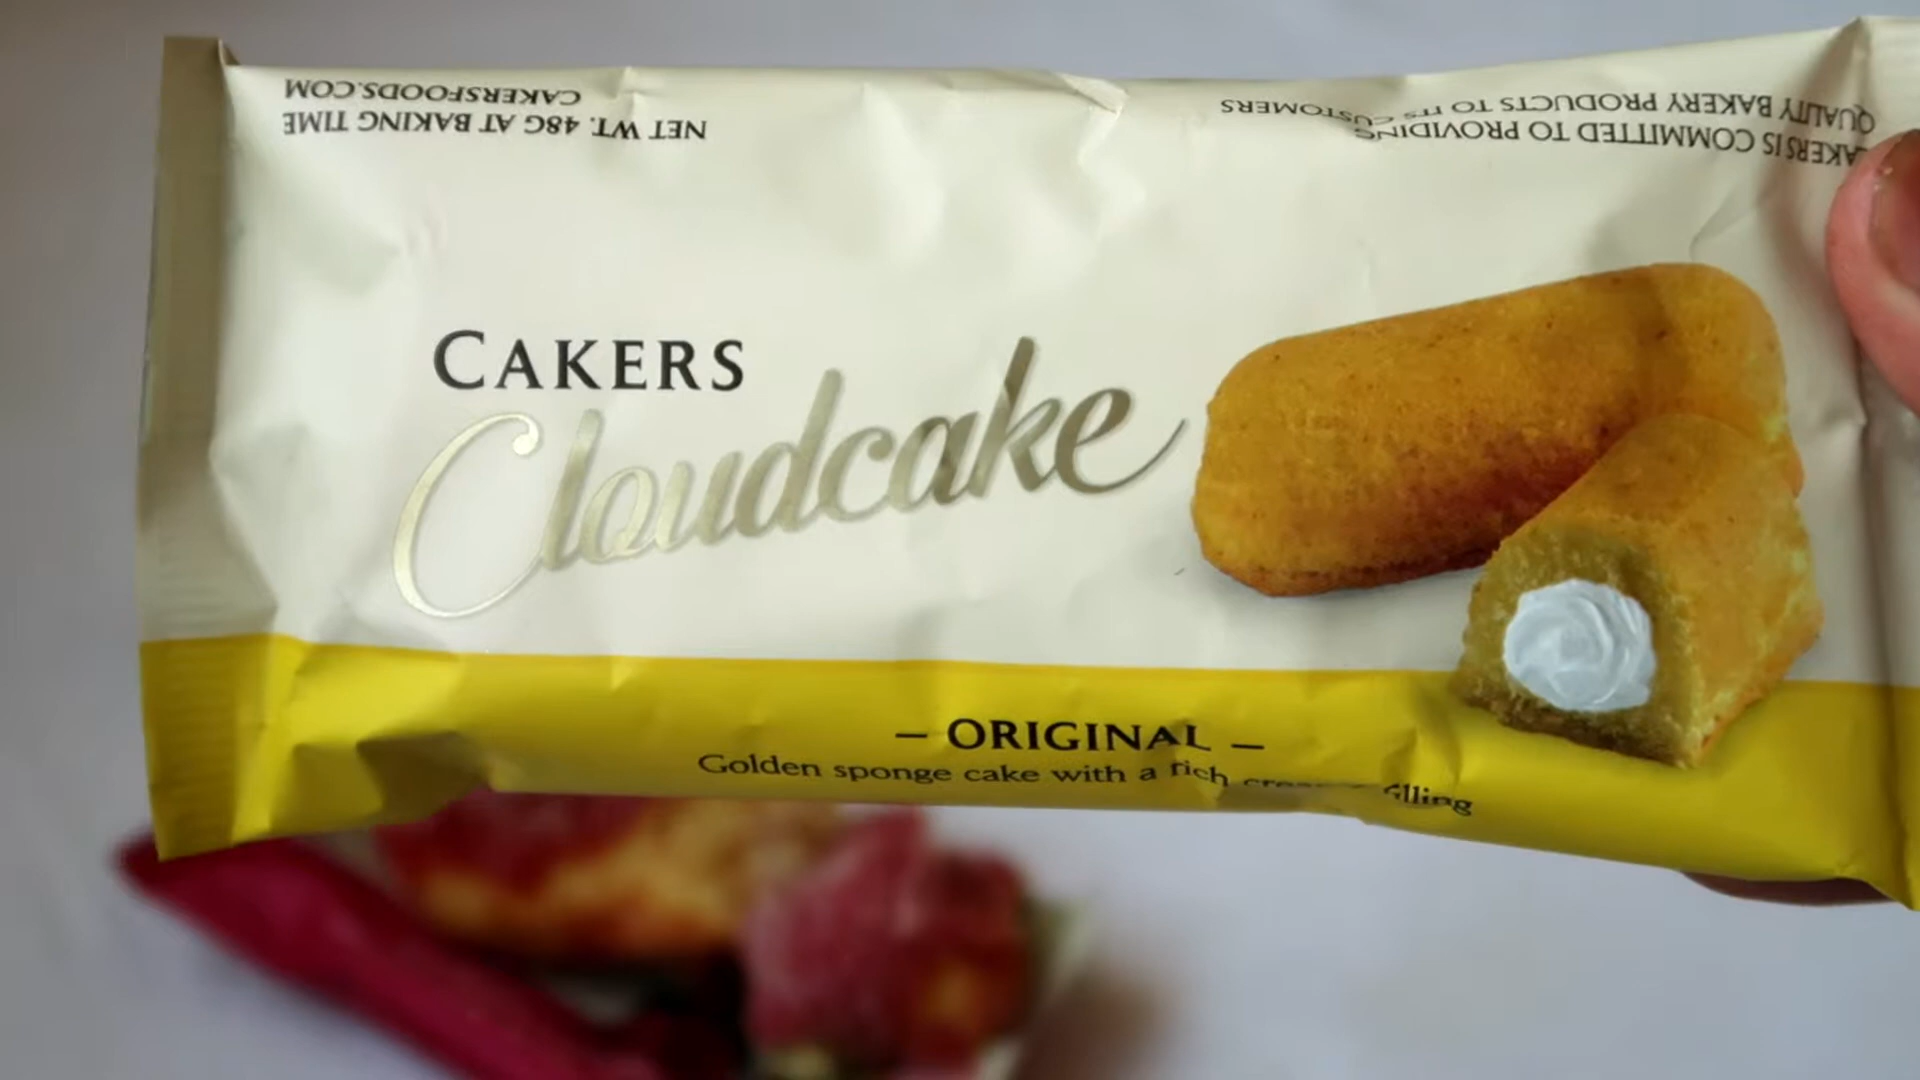 NET WT. 48G AT BAKING TIME
CAKERSFOODS.COM
AKERS IS COMMITTED TO PROVIDING
QUALITY BAKERY PRODUCTS TO ITS CUSTOMERS
CAKERS
Cloudcake
– ORIGINAL –
Golden sponge cake with a rich filling